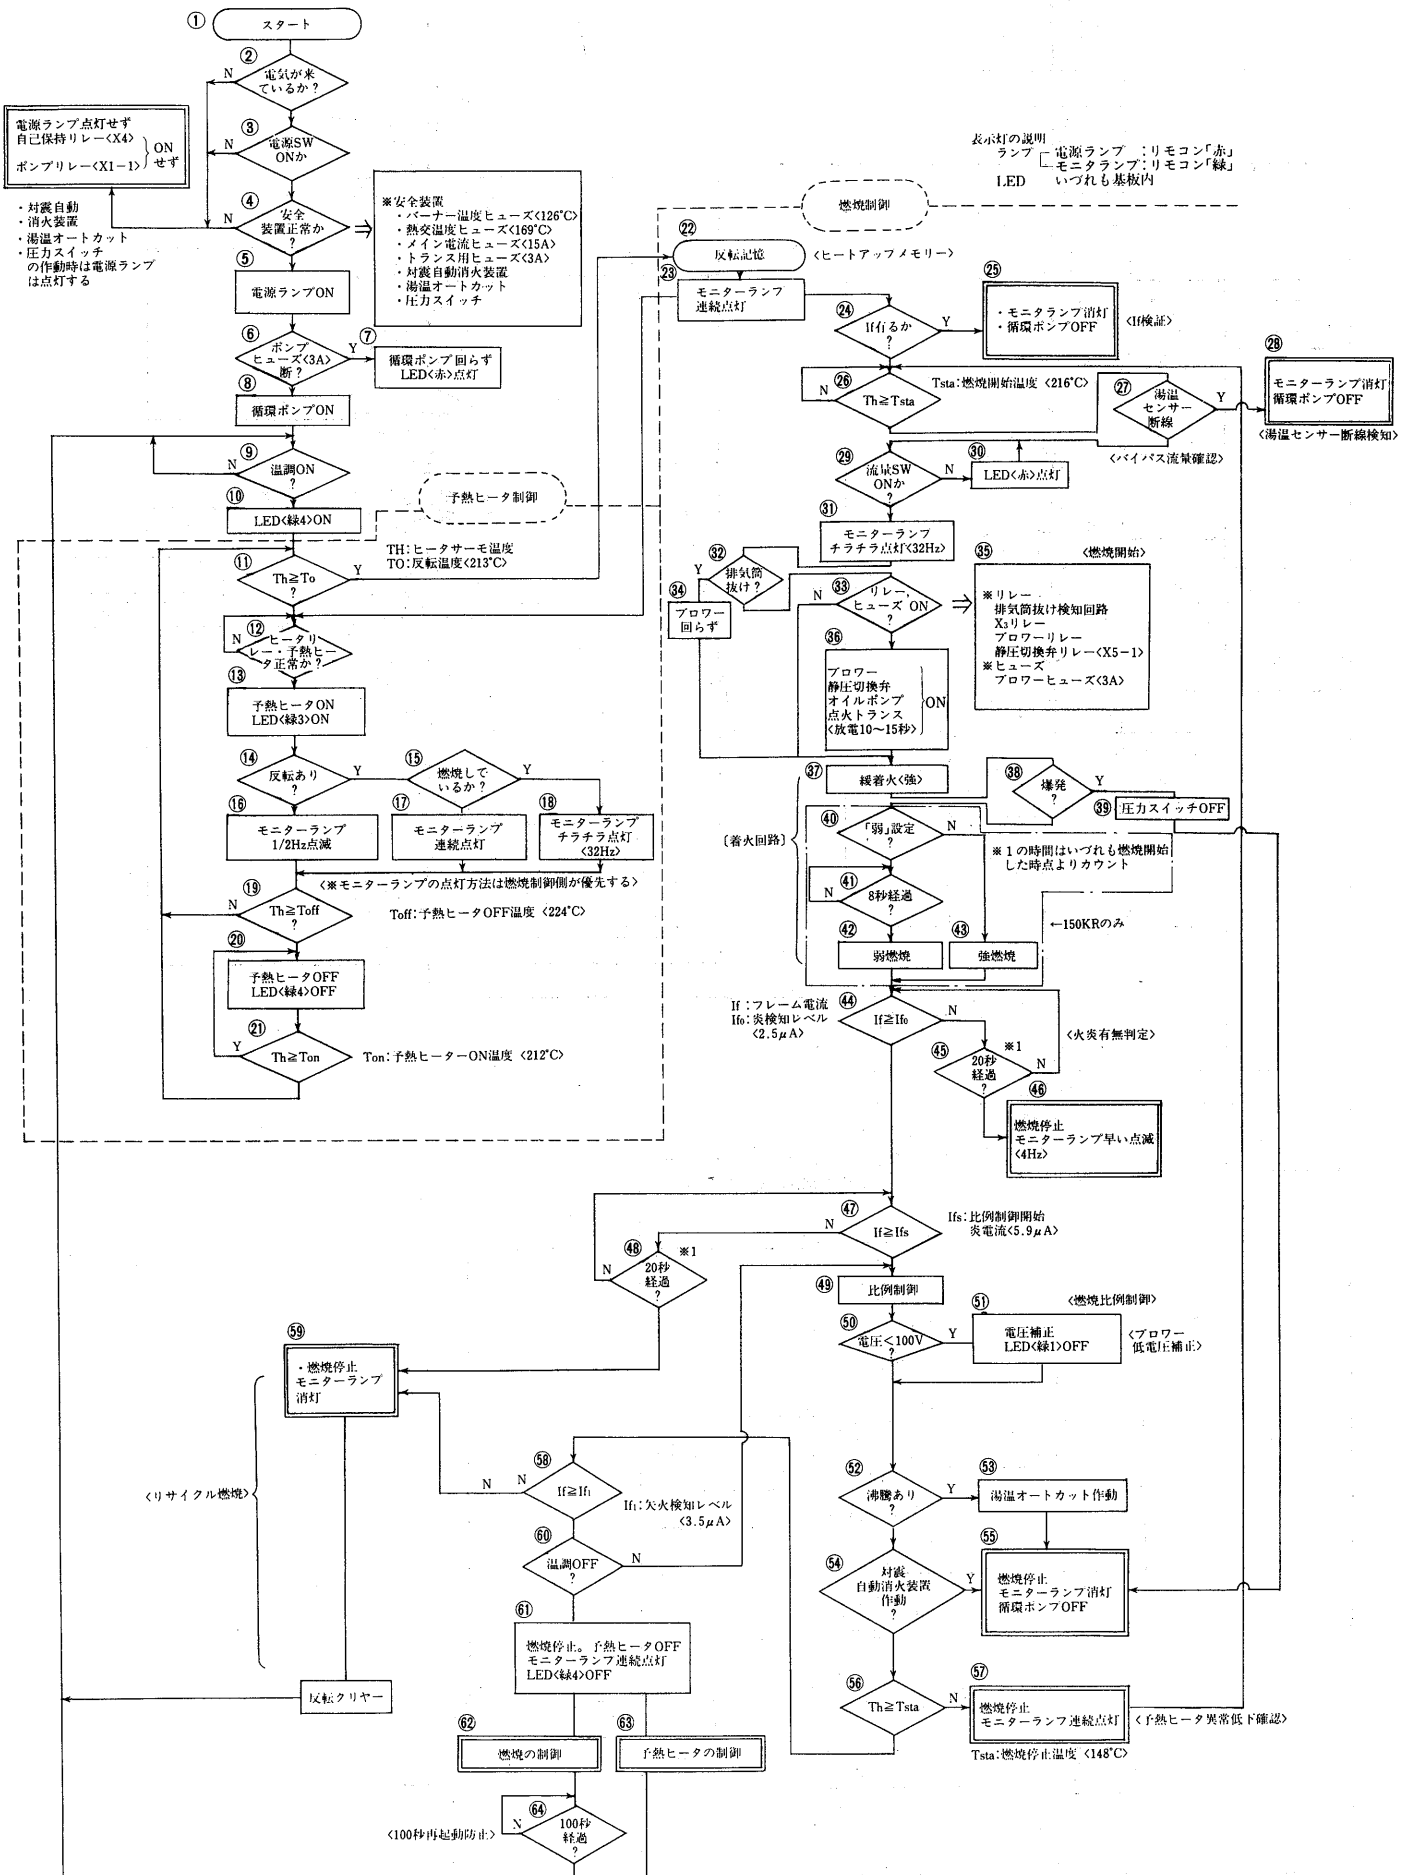 ① スタート
② 電気が来
ているか?
N
③ 電源SW
ONか
N
電源ランプ点灯せず
自己保持リレー<X4>
ポンプリレー<X1-1>
ON
せず
④ 安全
装置正常か
?
N
・対震自動
・消火装置
・湯温オートカット
・圧力スイッチ
の作動時は電源ランプ
は点灯する
※安全装置
・バーナー温度ヒューズ<126°C>
・熱交温度ヒューズ<169°C>
・メイン電流ヒューズ<15A>
・トランス用ヒューズ<3A>
・対震自動消火装置
・湯温オートカット
・圧力スイッチ
⑤ 電源ランプON
⑥ ポンプ
ヒューズ<3A>
断?
Y
⑦ 循環ポンプ回らず
LED<赤>点灯
⑧ 循環ポンプON
⑨ 温調ON
?
N
⑩ LED<緑4>ON
予熱ヒータ制御
TH:ヒータサーモ温度
TO:反転温度<213°C>
⑪ Th≧To
?
Y
⑫ ヒータリ
レー・予熱ヒー
タ正常か?
N
⑬ 予熱ヒータON
LED<緑3>ON
⑭ 反転あり
?
Y
⑮ 燃焼して
いるか?
Y
⑯ モニターランプ
1/2Hz点滅
⑰ モニターランプ
連続点灯
⑱ モニターランプ
チラチラ点灯
<32Hz>
<※モニターランプの点灯方法は燃焼制御側が優先する>
⑲ Th≧Toff
?
N
Toff:予熱ヒータOFF温度<224°C>
⑳ 予熱ヒータOFF
LED<緑4>OFF
㉑ Th≧Ton
Y
Ton:予熱ヒーターON温度<212°C>
表示灯の説明
ランプ 電源ランプ :リモコン「赤」
モニタランプ:リモコン「緑」
LED いづれも基板内
燃焼制御
㉒ 反転記憶
<ヒートアップメモリー>
㉓ モニターランプ
連続点灯
㉔ If有るか
?
Y
㉕ ・モニタランプ消灯
・循環ポンプOFF
<If検証>
㉖ Th≧Tsta
N
Tsta:燃焼開始温度<216°C>
㉗ 湯温
センサー
断線
Y
㉘ モニターランプ消灯
循環ポンプOFF
<湯温センサー断線検知>
<バイパス流量確認>
㉙ 流量SW
ONか
?
N
㉚ LED<赤>点灯
㉛ モニターランプ
チラチラ点灯<32Hz>
㉜ 排気筒
抜け?
Y
㉝ リレー,
ヒューズ ON
?
N
㉞ ブロワー
回らず
㉟ <燃焼開始>
※リレー
排気筒抜け検知回路
X₃リレー
ブロワーリレー
静圧切換弁リレー<X5-1>
※ヒューズ
ブロワーヒューズ<3A>
㊱ ブロワー
静圧切換弁
オイルポンプ
点火トランス
<放電10〜15秒>
ON
㊲ 緩着火<強>
㊳ 爆発
?
Y
㊴ 圧力スイッチOFF
〔着火回路〕
㊵ 「弱」設定
?
N
※1の時間はいづれも燃焼開始
した時点よりカウント
㊶ 8秒経過
?
N
㊷ 弱燃焼
㊸ 強燃焼
←150KRのみ
If:フレーム電流
If₀:炎検知レベル
<2.5μA>
㊹ If≧If₀
N
<火炎有無判定>
㊺ 20秒
経過
?
※1
N
㊻ 燃焼停止
モニターランプ早い点滅
<4Hz>
㊼ If≧Ifs
N
Ifs:比例制御開始
炎電流<5.9μA>
㊽ 20秒
経過
?
※1
N
㊾ 比例制御
<燃焼比例制御>
㊿ 電圧<100V
?
Y
51 電圧補正
LED<緑1>OFF
<ブロワー
低電圧補正>
52 沸騰あり
?
Y
53 湯温オートカット作動
54 対震
自動消火装置
作動
?
Y
55 燃焼停止
モニターランプ消灯
循環ポンプOFF
56 Th≧Tsta
N
57 燃焼停止
モニターランプ連続点灯
<予熱ヒータ異常低下確認>
Tsta:燃焼停止温度<148°C>
58 If≧If₁
N
N
If₁:欠火検知レベル
<3.5μA>
59 ・燃焼停止
モニターランプ
消灯
<リサイクル燃焼>
反転クリヤー
60 温調OFF
?
N
61 燃焼停止。予熱ヒータOFF
モニターランプ連続点灯
LED<緑4>OFF
62 燃焼の制御
63 予熱ヒータの制御
64 100秒
経過
?
N
<100秒再起動防止>